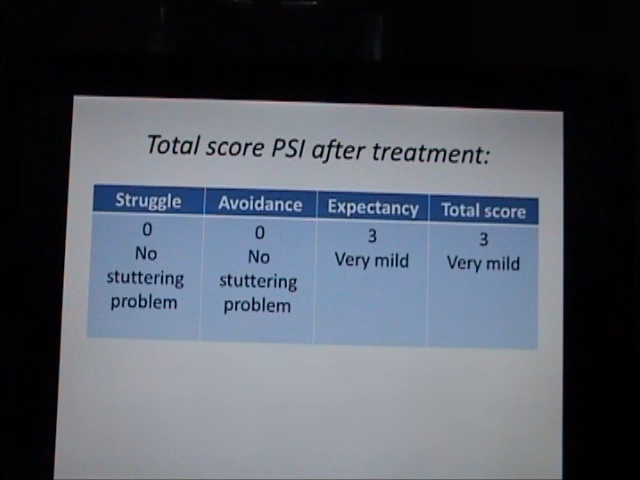 Total score PSI after treatment:
Struggle Avoidance Expectancy Total score
0 0 3 3
No No Very mild Very mild
stuttering stuttering
problem problem